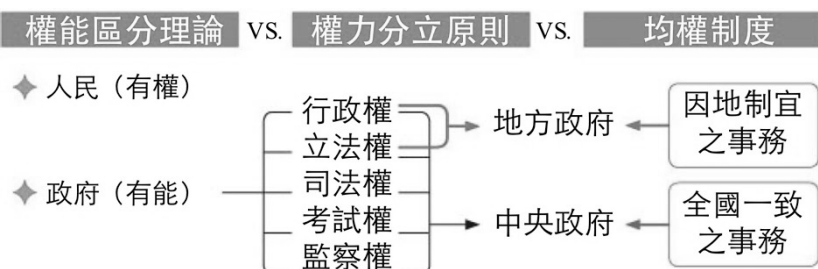 權能區分理論 VS. 權力分立原則 VS. 均權制度
人民（有權）
政府（有能）
行政權
立法權
司法權
考試權
監察權
地方政府
中央政府
因地制宜
之事務
全國一致
之事務